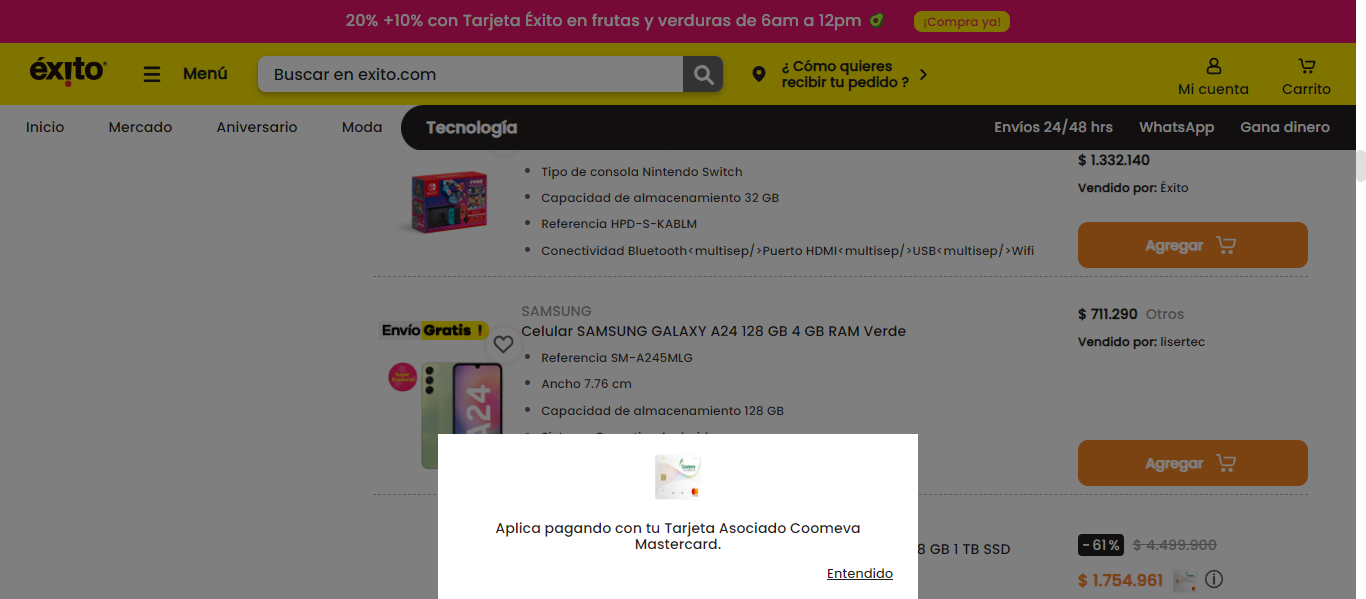 20% +10% con Tarjeta Éxito en frutas y verduras de 6am a 12pm
¡Compra ya!
éxito
Menú
Buscar en exito.com
¿ Cómo quieres
recibir tu pedido ?
Mi cuenta
Carrito
Inicio
Mercado
Aniversario
Moda
Tecnología
Envíos 24/48 hrs
WhatsApp
Gana dinero
Tipo de consola Nintendo Switch
Capacidad de almacenamiento 32 GB
Referencia HPD-S-KABLM
Conectividad Bluetooth<multisep/>Puerto HDMI<multisep/>USB<multisep/>Wifi
$ 1.332.140
Vendido por: Éxito
Agregar
Envío Gratis !
SAMSUNG
Celular SAMSUNG GALAXY A24 128 GB 4 GB RAM Verde
Referencia SM-A245MLG
Ancho 7.76 cm
Capacidad de almacenamiento 128 GB
A24
$ 711.290 Otros
Vendido por: lisertec
Agregar
Aplica pagando con tu Tarjeta Asociado Coomeva
Mastercard.
Entendido
8 GB 1 TB SSD
- 61 % $ 4.499.900
$ 1.754.961